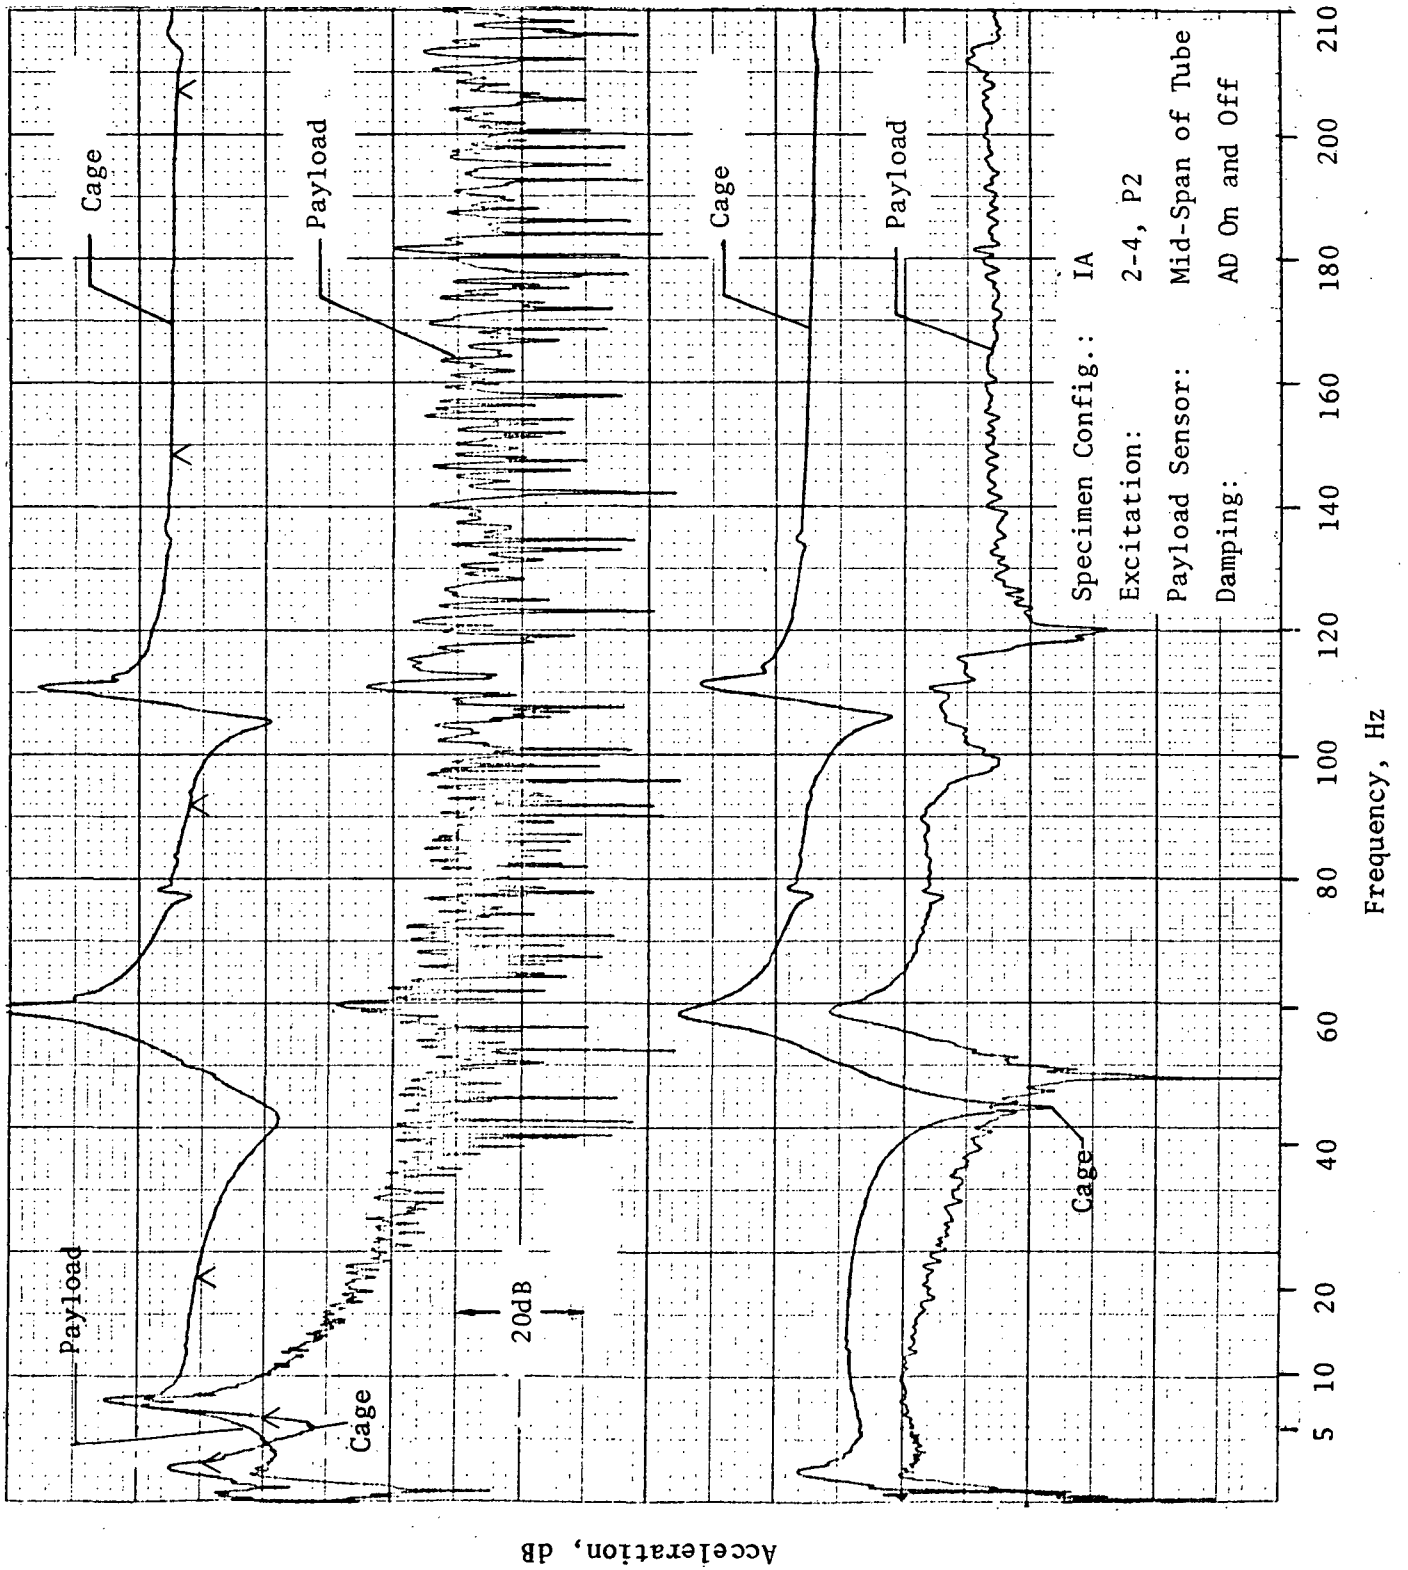 Payload
Cage
Cage
Payload
20dB
Cage
Cage
Payload
Specimen Config.: IA
Excitation: 2-4, P2
Payload Sensor: Mid-Span of Tube
Damping: AD On and Off
5 10 20 40 60 80 100 120 140 160 180 200 210
Frequency, Hz
Acceleration, dB